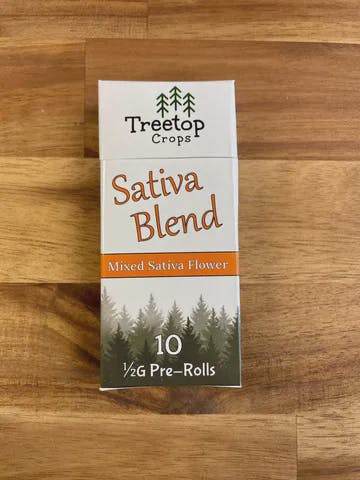 Treetop
Crops
Sativa
Blend
Mixed Sativa Flower
10
½G Pre-Rolls